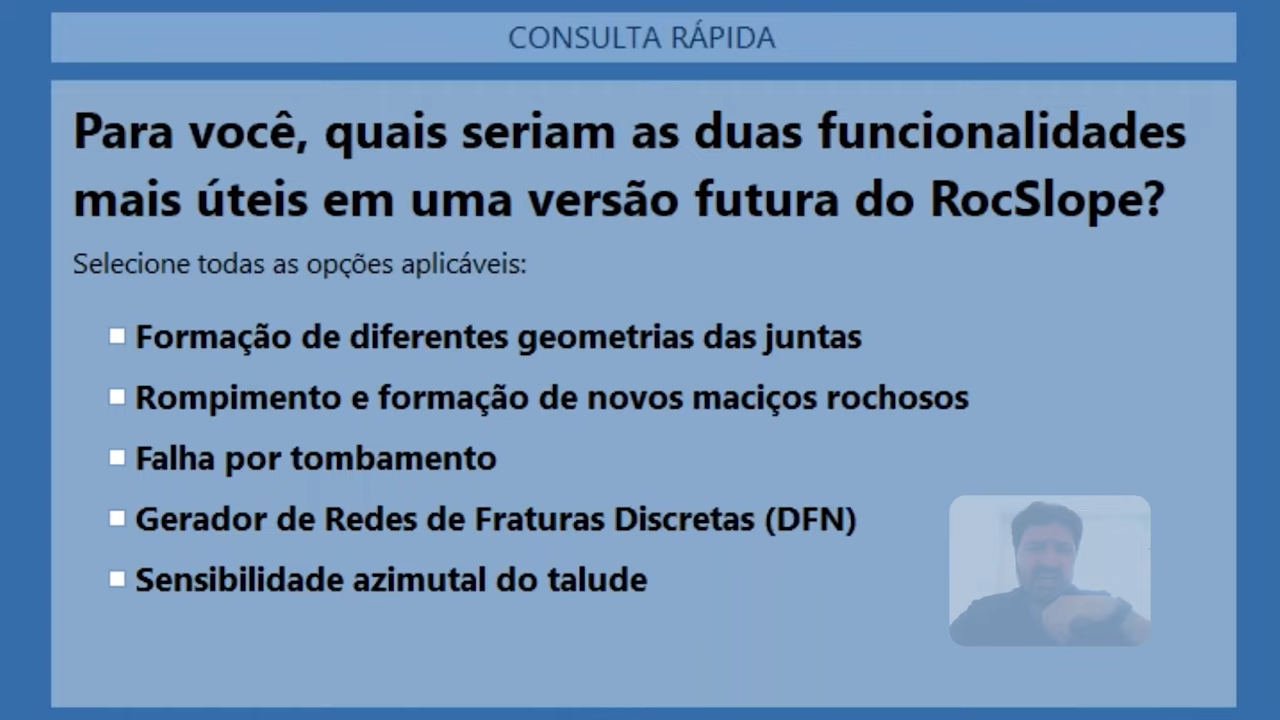 CONSULTA RÁPIDA
Para você, quais seriam as duas funcionalidades
mais úteis em uma versão futura do RocSlope?
Selecione todas as opções aplicáveis:
Formação de diferentes geometrias das juntas
Rompimento e formação de novos maciços rochosos
Falha por tombamento
Gerador de Redes de Fraturas Discretas (DFN)
Sensibilidade azimutal do talude